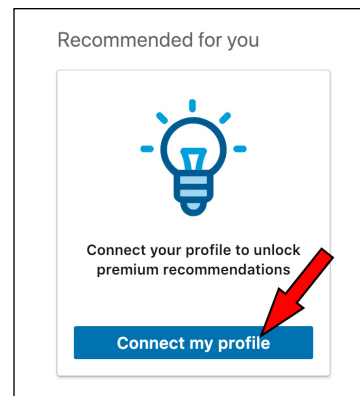 Recommended for you
Connect your profile to unlock
premium recommendations
Connect my profile